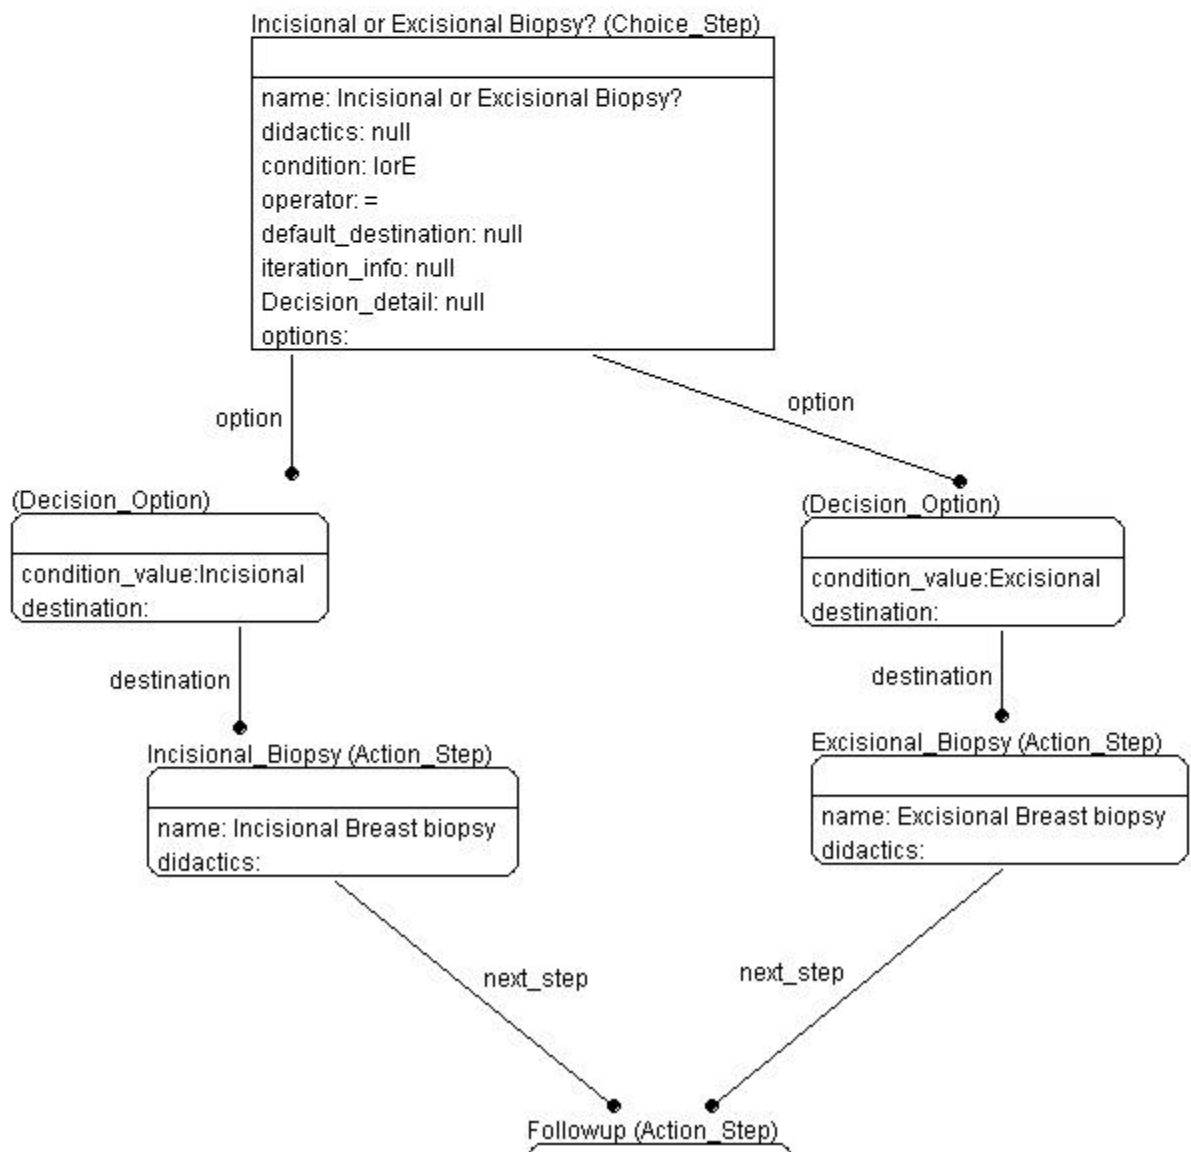 Incisional or Excisional Biopsy? (Choice_Step)
name: Incisional or Excisional Biopsy?
didactics: null
condition: IorE
operator: =
default_destination: null
iteration_info: null
Decision_detail: null
options:
option
option
(Decision_Option)
condition_value:Incisional
destination:
(Decision_Option)
condition_value:Excisional
destination:
destination
destination
Incisional_Biopsy (Action_Step)
name: Incisional Breast biopsy
didactics:
Excisional_Biopsy (Action_Step)
name: Excisional Breast biopsy
didactics:
next_step
next_step
Followup (Action_Step)